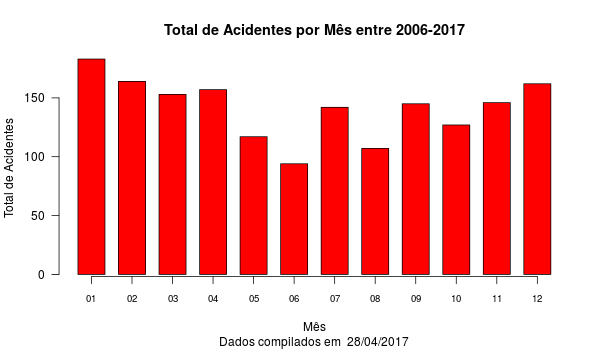 Total de Acidentes por Mês entre 2006-2017
Total de Acidentes
150
100
50
0
01 02 03 04 05 06 07 08 09 10 11 12
Mês
Dados compilados em 28/04/2017